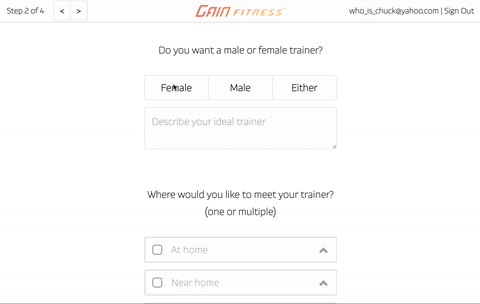 Step 2 of 4
< >
GAIN FITNESS
who_is_chuck@yahoo.com | Sign Out
Do you want a male or female trainer?
Female Male Either
Describe your ideal trainer
Where would you like to meet your trainer?
(one or multiple)
At home
Near home